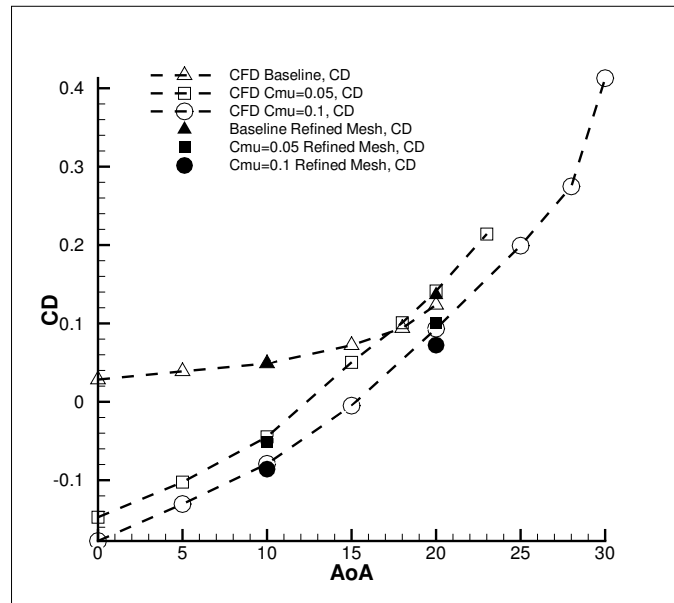 CFD Baseline, CD
CFD Cmu=0.05, CD
CFD Cmu=0.1, CD
Baseline Refined Mesh, CD
Cmu=0.05 Refined Mesh, CD
Cmu=0.1 Refined Mesh, CD
0.4
0.3
0.2
0.1
0
-0.1
CD
0 5 10 15 20 25 30
AoA